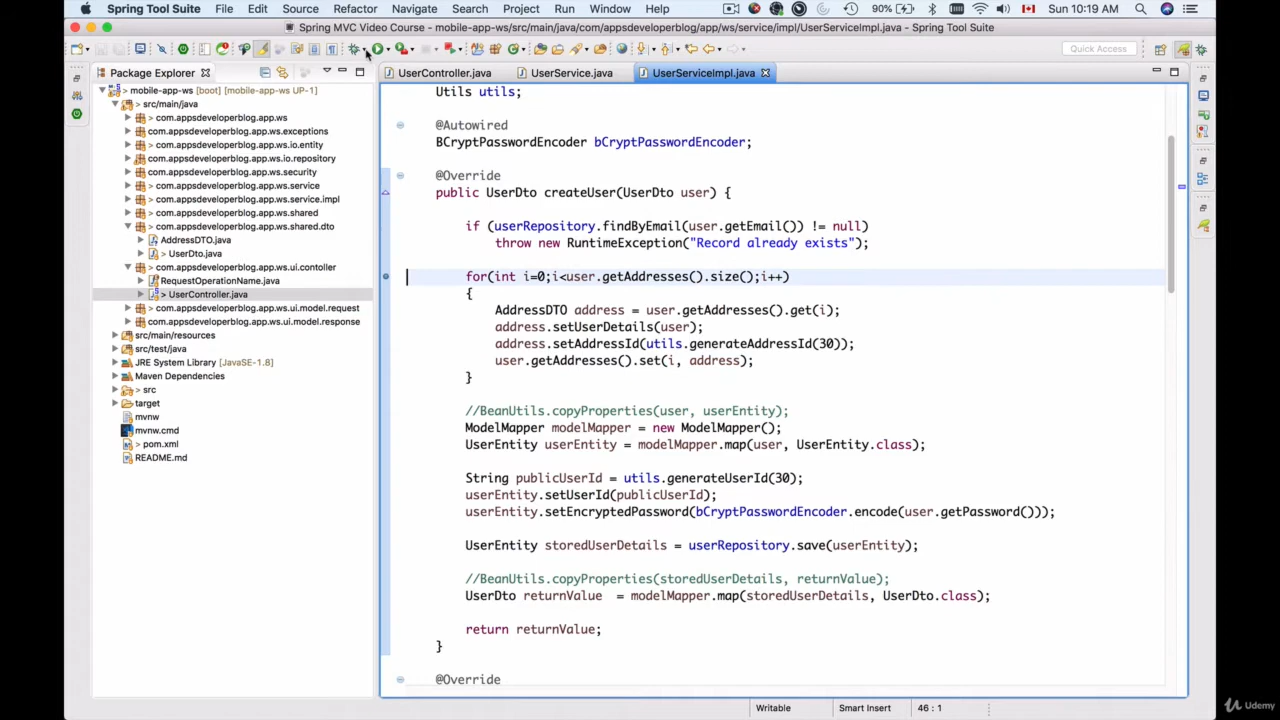 Spring Tool Suite File Edit Source Refactor Navigate Search Project Run Window Help 90% Sun 10:19 AM
Spring MVC Video Course - mobile-app-ws/src/main/java/com/appsdeveloperblog/app/ws/service/impl/UserServiceImpl.java - Spring Tool Suite
Quick Access
Package Explorer
UserController.java
UserService.java
UserServiceImpl.java
> mobile-app-ws [boot] [mobile-app-ws UP-1]
> src/main/java
> com.appsdeveloperblog.app.ws
com.appsdeveloperblog.app.ws.exceptions
> com.appsdeveloperblog.app.ws.io.entity
com.appsdeveloperblog.app.ws.io.repository
> com.appsdeveloperblog.app.ws.security
> com.appsdeveloperblog.app.ws.service
> com.appsdeveloperblog.app.ws.service.impl
> com.appsdeveloperblog.app.ws.shared
> com.appsdeveloperblog.app.ws.shared.dto
AddressDTO.java
> UserDto.java
> com.appsdeveloperblog.app.ws.ui.contoller
RequestOperationName.java
> UserController.java
> com.appsdeveloperblog.app.ws.ui.model.request
> com.appsdeveloperblog.app.ws.ui.model.response
src/main/resources
src/test/java
JRE System Library [JavaSE-1.8]
Maven Dependencies
> src
target
mvnw
mvnw.cmd
> pom.xml
README.md
Utils utils;
@Autowired
BCryptPasswordEncoder bCryptPasswordEncoder;
@Override
public UserDto createUser(UserDto user) {
if (userRepository.findByEmail(user.getEmail()) != null)
throw new RuntimeException("Record already exists");
for(int i=0;i<user.getAddresses().size();i++)
{
AddressDTO address = user.getAddresses().get(i);
address.setUserDetails(user);
address.setAddressId(utils.generateAddressId(30));
user.getAddresses().set(i, address);
}
//BeanUtils.copyProperties(user, userEntity);
ModelMapper modelMapper = new ModelMapper();
UserEntity userEntity = modelMapper.map(user, UserEntity.class);
String publicUserId = utils.generateUserId(30);
userEntity.setUserId(publicUserId);
userEntity.setEncryptedPassword(bCryptPasswordEncoder.encode(user.getPassword()));
UserEntity storedUserDetails = userRepository.save(userEntity);
//BeanUtils.copyProperties(storedUserDetails, returnValue);
UserDto returnValue  = modelMapper.map(storedUserDetails, UserDto.class);
return returnValue;
}
@Override
Writable Smart Insert 46 : 1
Udemy